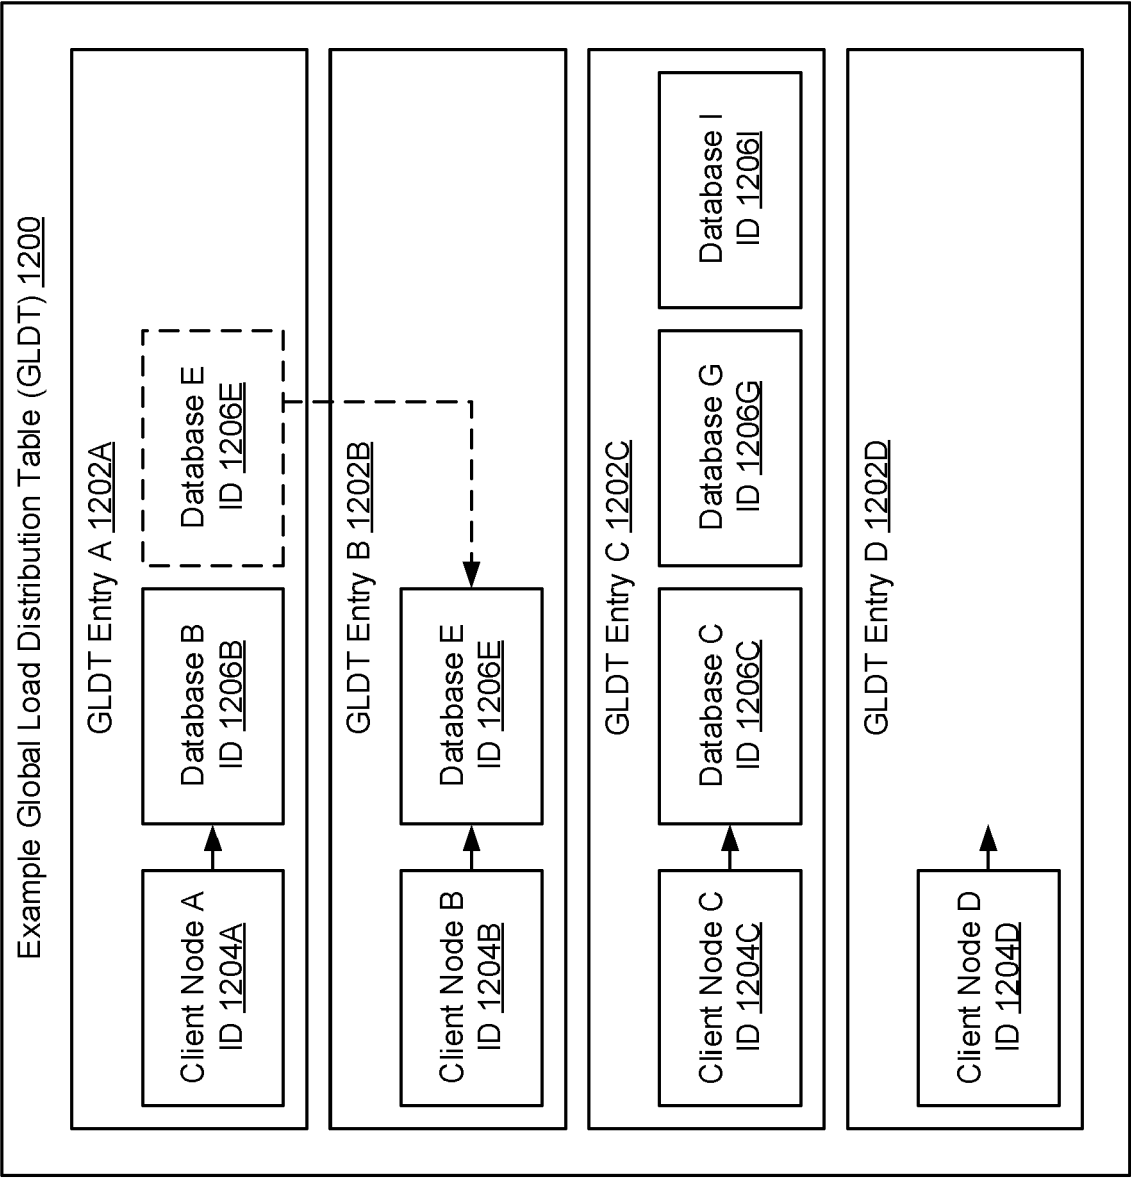 Example Global Load Distribution Table (GLDT) 1200
GLDT Entry A 1202A
Client Node A
ID 1204A
Database B
ID 1206B
Database E
ID 1206E
GLDT Entry B 1202B
Client Node B
ID 1204B
Database E
ID 1206E
GLDT Entry C 1202C
Client Node C
ID 1204C
Database C
ID 1206C
Database G
ID 1206G
Database I
ID 1206I
GLDT Entry D 1202D
Client Node D
ID 1204D